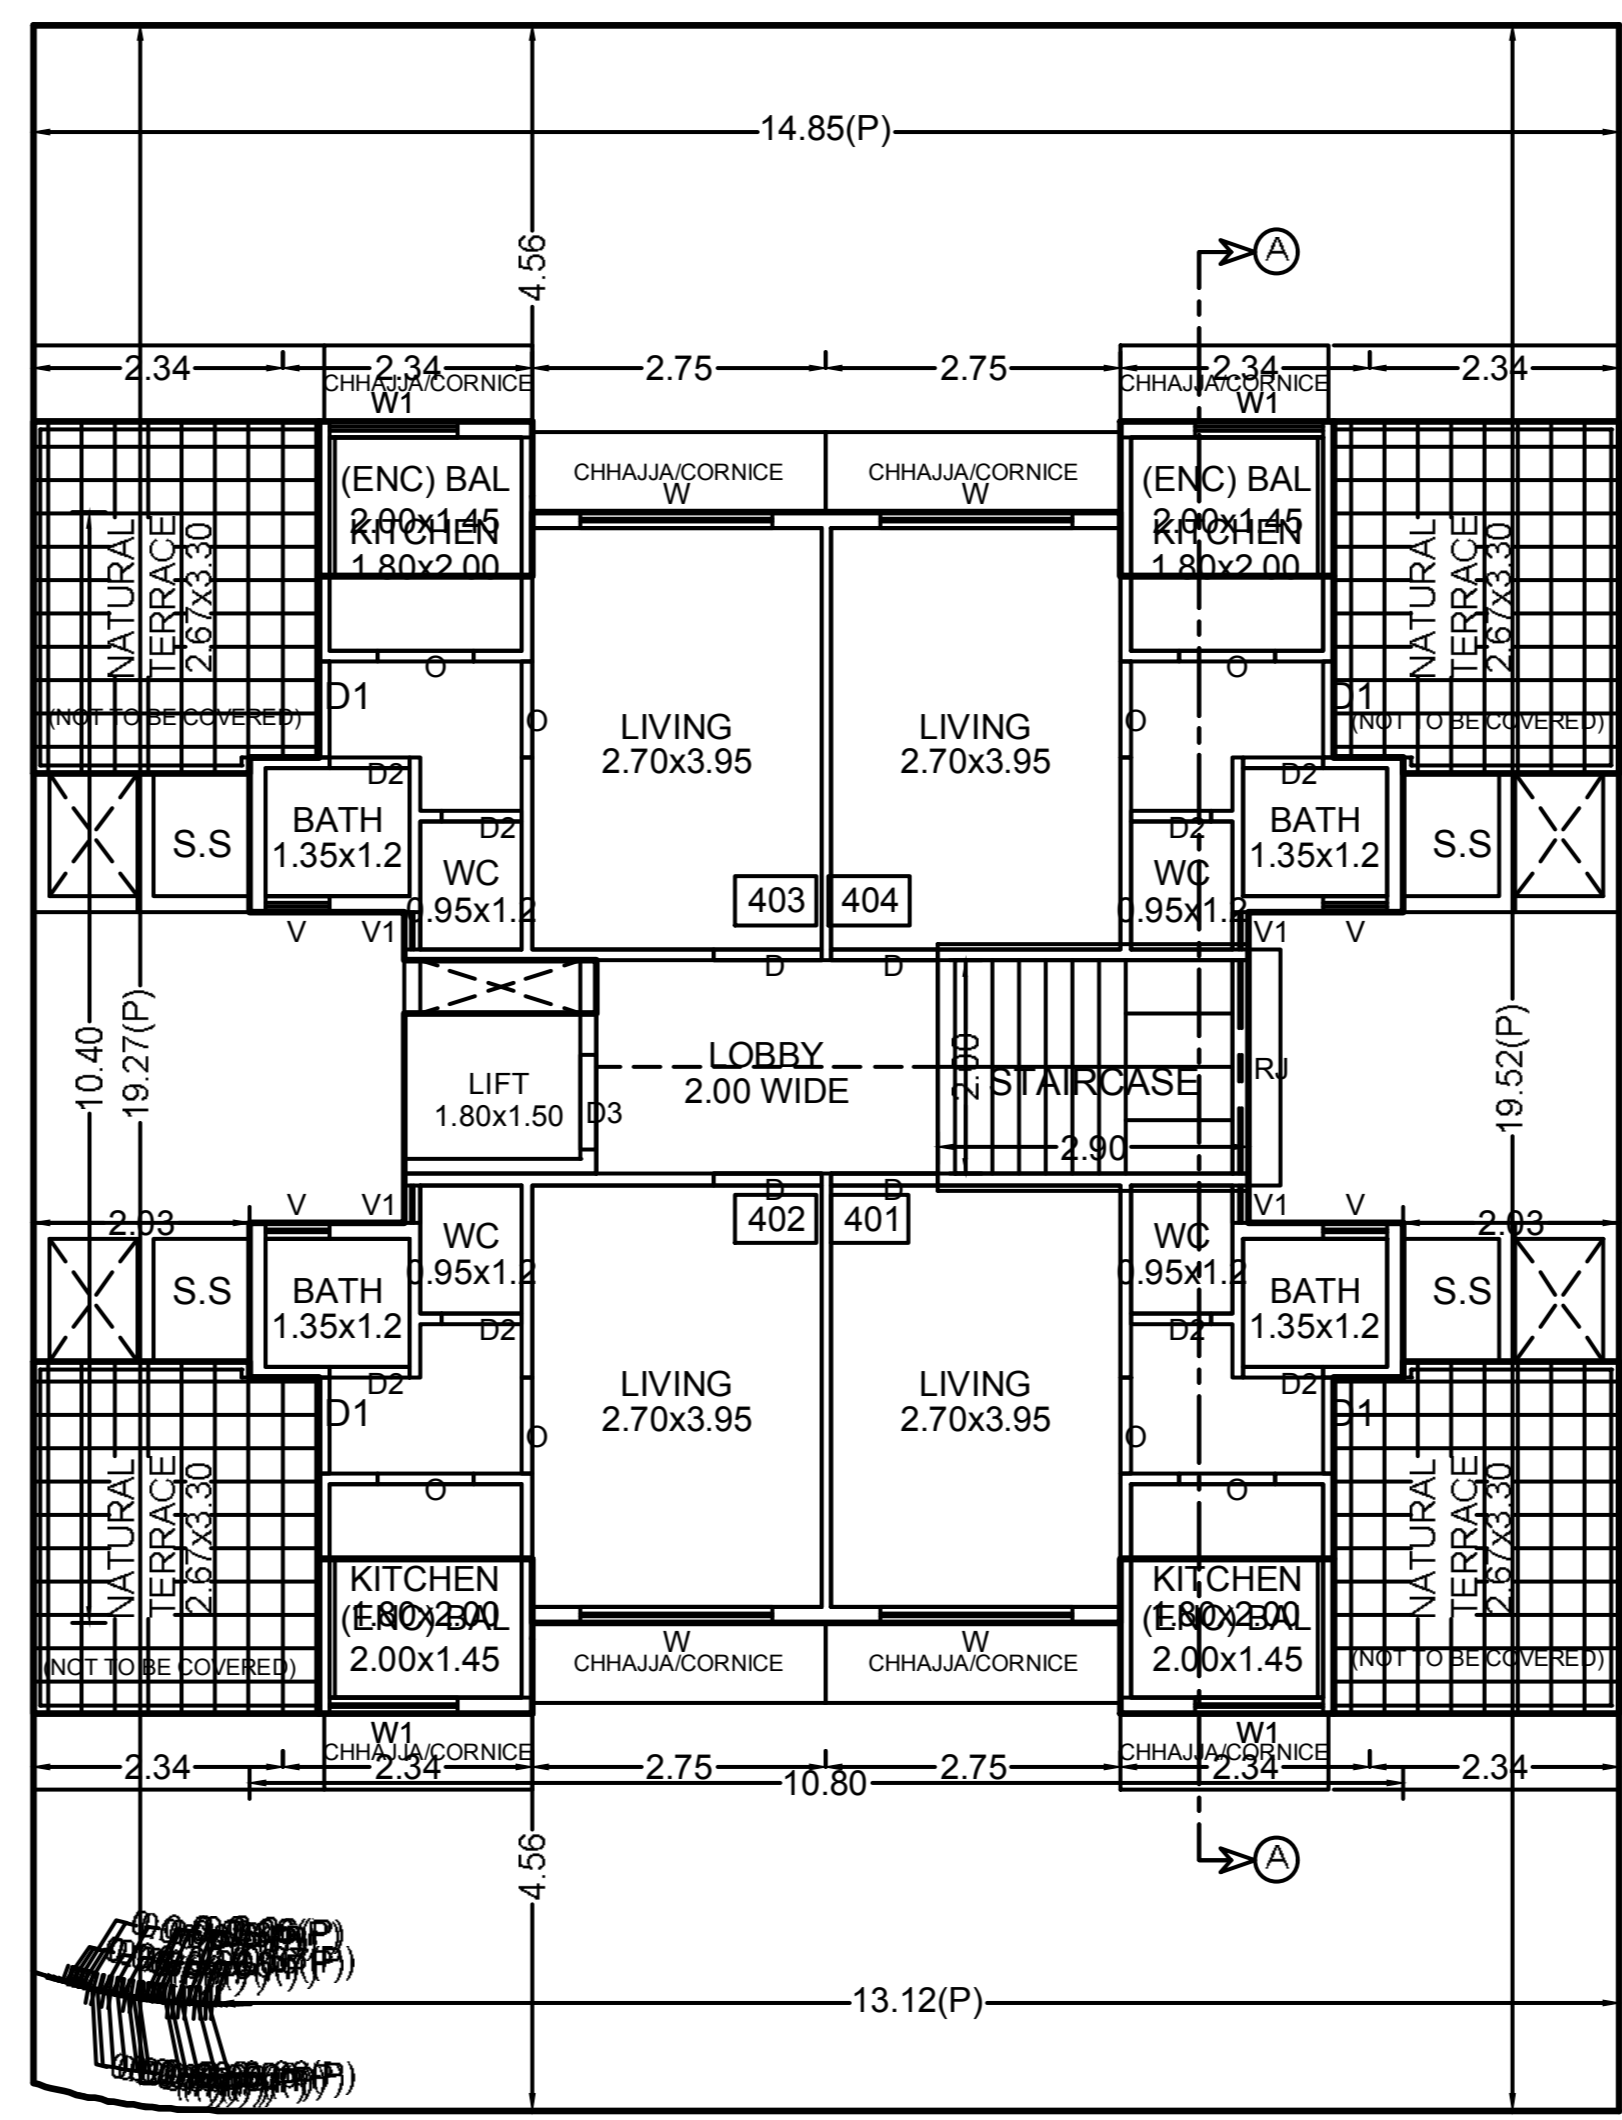 14.85(P)
4.56
A
2.34
2.34
2.75
2.75
2.34
2.34
CHHAJJA/CORNICE
W1
CHHAJJA/CORNICE
W1
(ENC) BAL
2.00x1.45
KITCHEN
1.80x2.00
CHHAJJA/CORNICE
W
CHHAJJA/CORNICE
W
(ENC) BAL
2.00x1.45
KITCHEN
1.80x2.00
NATURAL
TERRACE
2.67x3.30
(NOT TO BE COVERED)
NATURAL
TERRACE
2.67x3.30
(NOT TO BE COVERED)
O
O
D1
O
O
D1
LIVING
2.70x3.95
LIVING
2.70x3.95
D2
D2
S.S
BATH
1.35x1.2
D2
WC
0.95x1.2
403
404
D2
WC
0.95x1.2
BATH
1.35x1.2
S.S
V
V1
D
D
V1
V
10.40
19.27(P)
LIFT
1.80x1.50
D3
LOBBY
2.00 WIDE
2.00
STAIRCASE
2.90
RJ
19.52(P)
V
V1
D
D
V1
V
2.03
402
401
2.03
S.S
BATH
1.35x1.2
WC
0.95x1.2
D2
WC
0.95x1.2
D2
BATH
1.35x1.2
S.S
D2
D2
D1
D1
LIVING
2.70x3.95
LIVING
2.70x3.95
O
O
O
O
NATURAL
TERRACE
2.67x3.30
(NOT TO BE COVERED)
NATURAL
TERRACE
2.67x3.30
(NOT TO BE COVERED)
KITCHEN
1.80x2.00
(ENC) BAL
2.00x1.45
W
CHHAJJA/CORNICE
W
CHHAJJA/CORNICE
KITCHEN
1.80x2.00
(ENC) BAL
2.00x1.45
W1
CHHAJJA/CORNICE
W1
CHHAJJA/CORNICE
2.34
2.34
2.75
2.75
2.34
2.34
10.80
4.56
A
13.12(P)